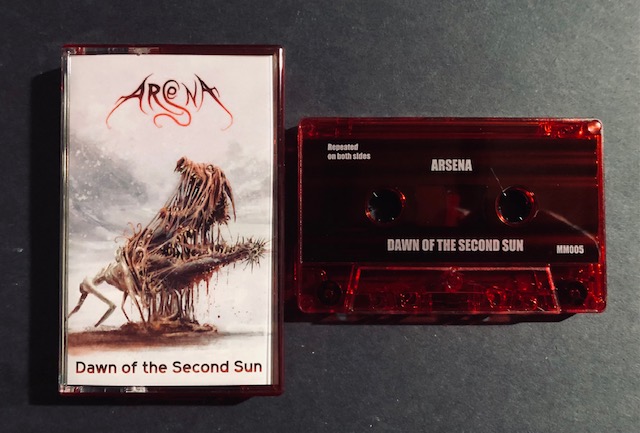 ARSENA
Dawn of the Second Sun
Repeated
on both sides
ARSENA
DAWN OF THE SECOND SUN
MM005